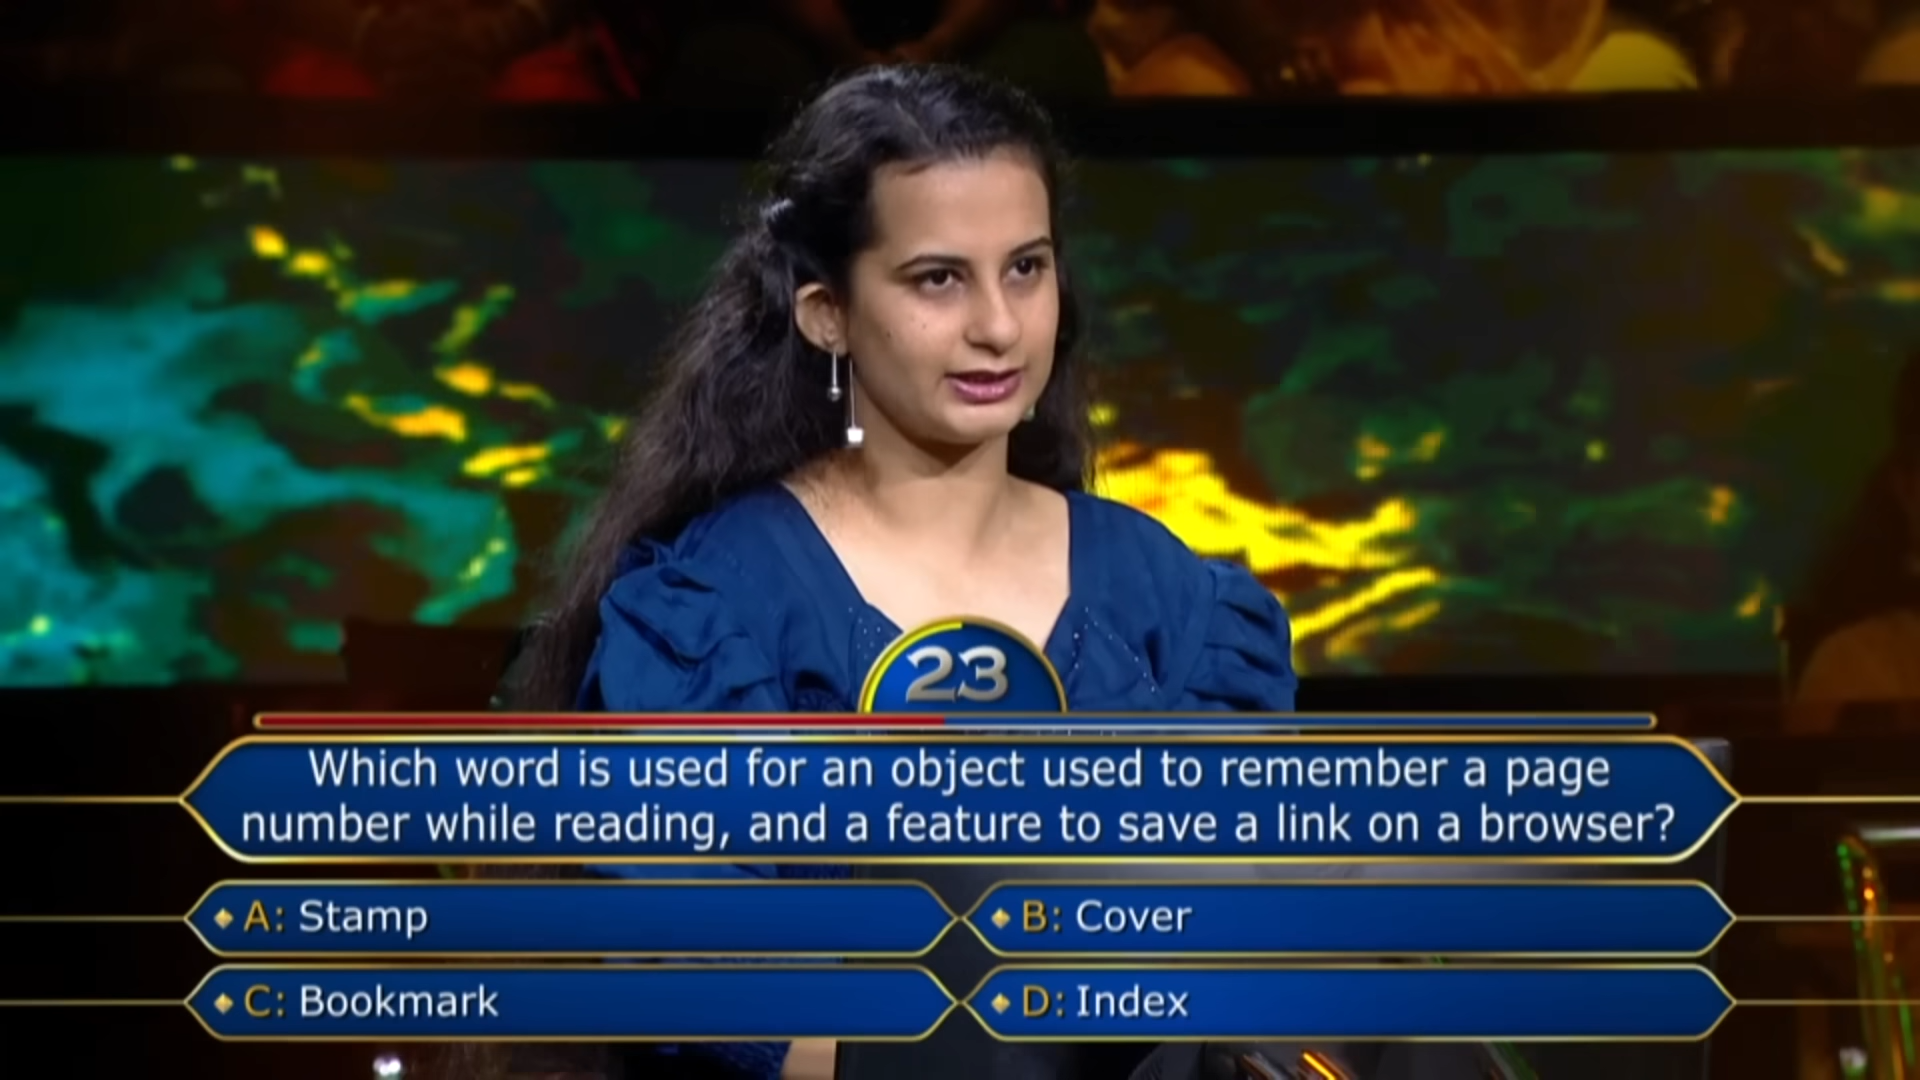 23
Which word is used for an object used to remember a page
number while reading, and a feature to save a link on a browser?
A: Stamp
B: Cover
C: Bookmark
D: Index